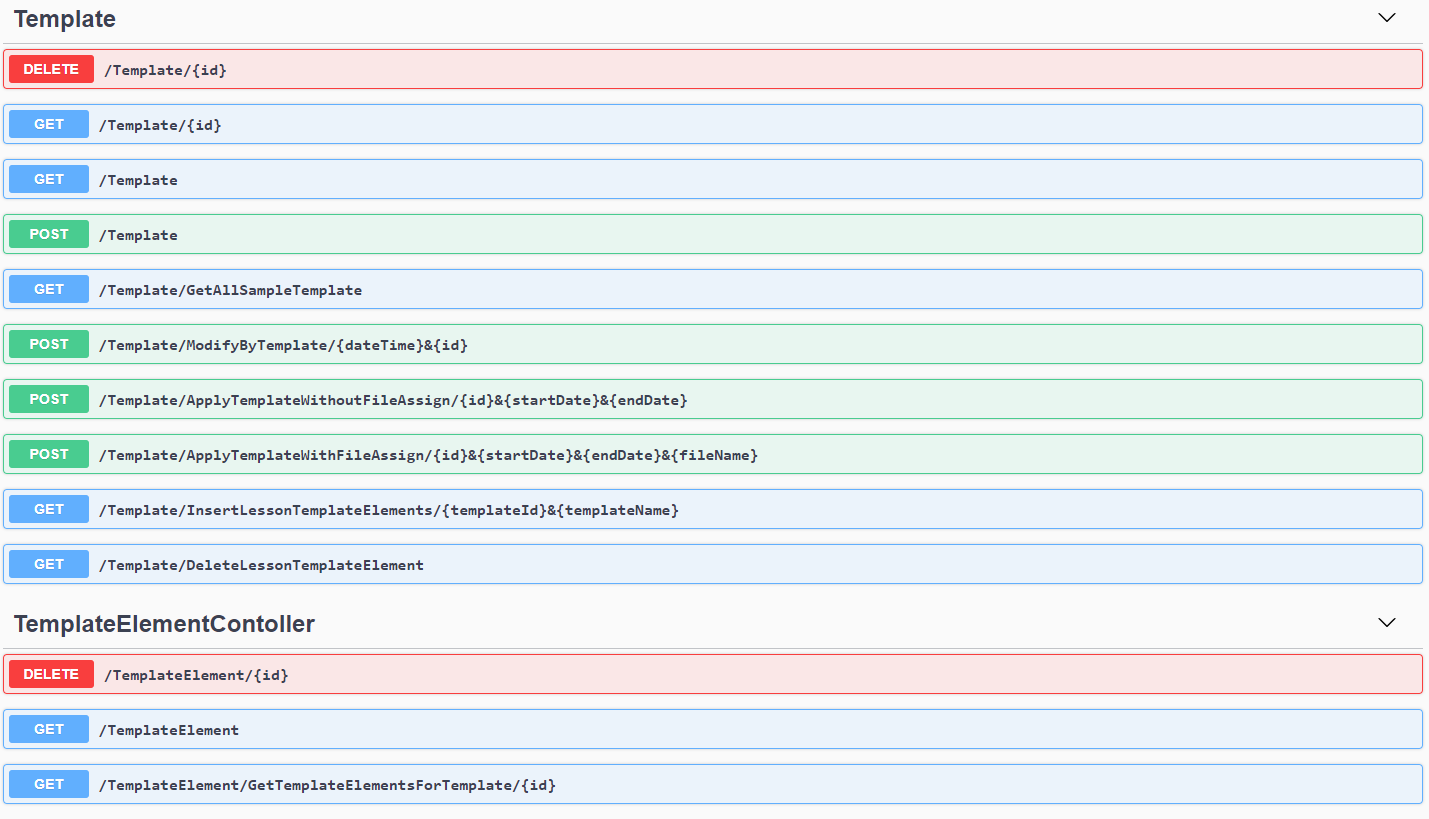 Template
DELETE /Template/{id}
GET /Template/{id}
GET /Template
POST /Template
GET /Template/GetAllSampleTemplate
POST /Template/ModifyByTemplate/{dateTime}&{id}
POST /Template/ApplyTemplateWithoutFileAssign/{id}&{startDate}&{endDate}
POST /Template/ApplyTemplateWithFileAssign/{id}&{startDate}&{endDate}&{fileName}
GET /Template/InsertLessonTemplateElements/{templateId}&{templateName}
GET /Template/DeleteLessonTemplateElement
TemplateElementContoller
DELETE /TemplateElement/{id}
GET /TemplateElement
GET /TemplateElement/GetTemplateElementsForTemplate/{id}